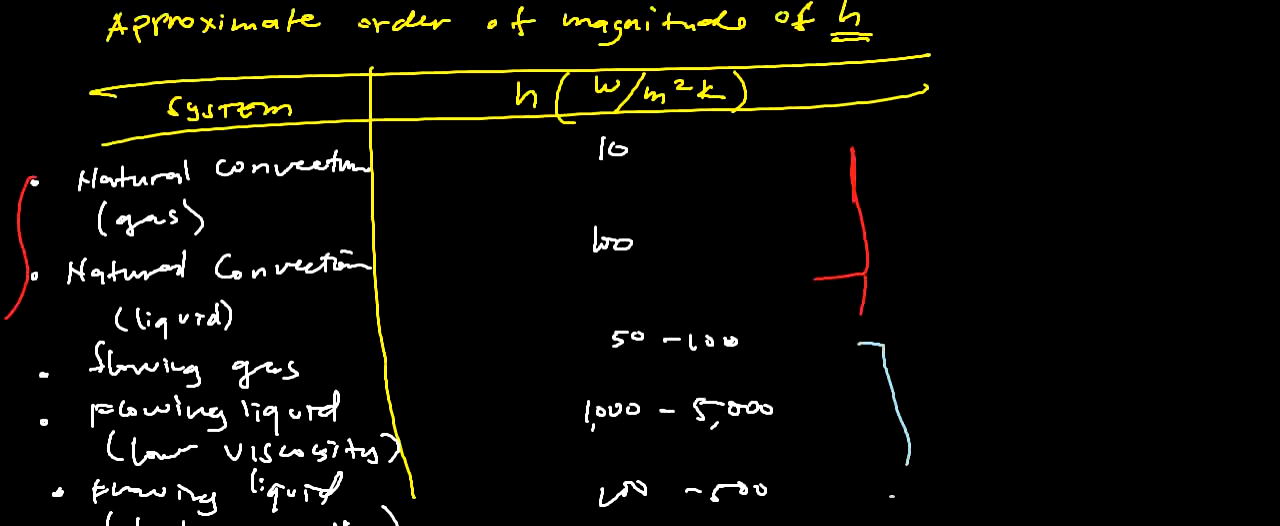 Approximate order of magnitude of h
SYSTEM h (W/m²K)
• Natural Convection 10
(gas)
• Natural Convection 100
(liquid)
• flowing gas 50 - 100
• flowing liquid 1,000 - 5,000
(low viscosity)
• flowing liquid - 500